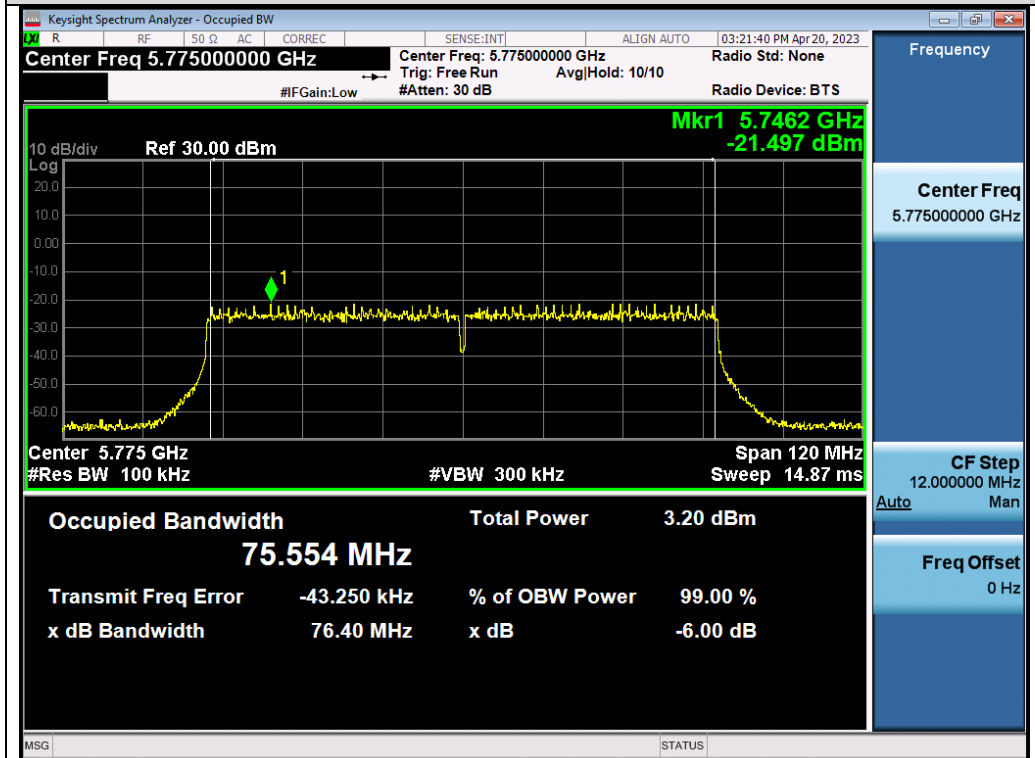 Keysight Spectrum Analyzer - Occupied BW
LXI R RF 50 Ω AC CORREC SENSE:INT ALIGN AUTO 03:21:40 PM Apr 20, 2023
Center Freq 5.775000000 GHz
Center Freq: 5.775000000 GHz Radio Std: None
Trig: Free Run Avg|Hold: 10/10
#IFGain:Low #Atten: 30 dB Radio Device: BTS
Frequency
Mkr1 5.7462 GHz
-21.497 dBm
10 dB/div Ref 30.00 dBm
Log
20.0
10.0
0.00
-10.0
1
-20.0
-30.0
-40.0
-50.0
-60.0
Center 5.775 GHz Span 120 MHz
#Res BW 100 kHz #VBW 300 kHz Sweep 14.87 ms
Center Freq
5.775000000 GHz
CF Step
12.000000 MHz
Auto Man
Freq Offset
0 Hz
Occupied Bandwidth Total Power 3.20 dBm
75.554 MHz
Transmit Freq Error -43.250 kHz % of OBW Power 99.00 %
x dB Bandwidth 76.40 MHz x dB -6.00 dB
MSG STATUS